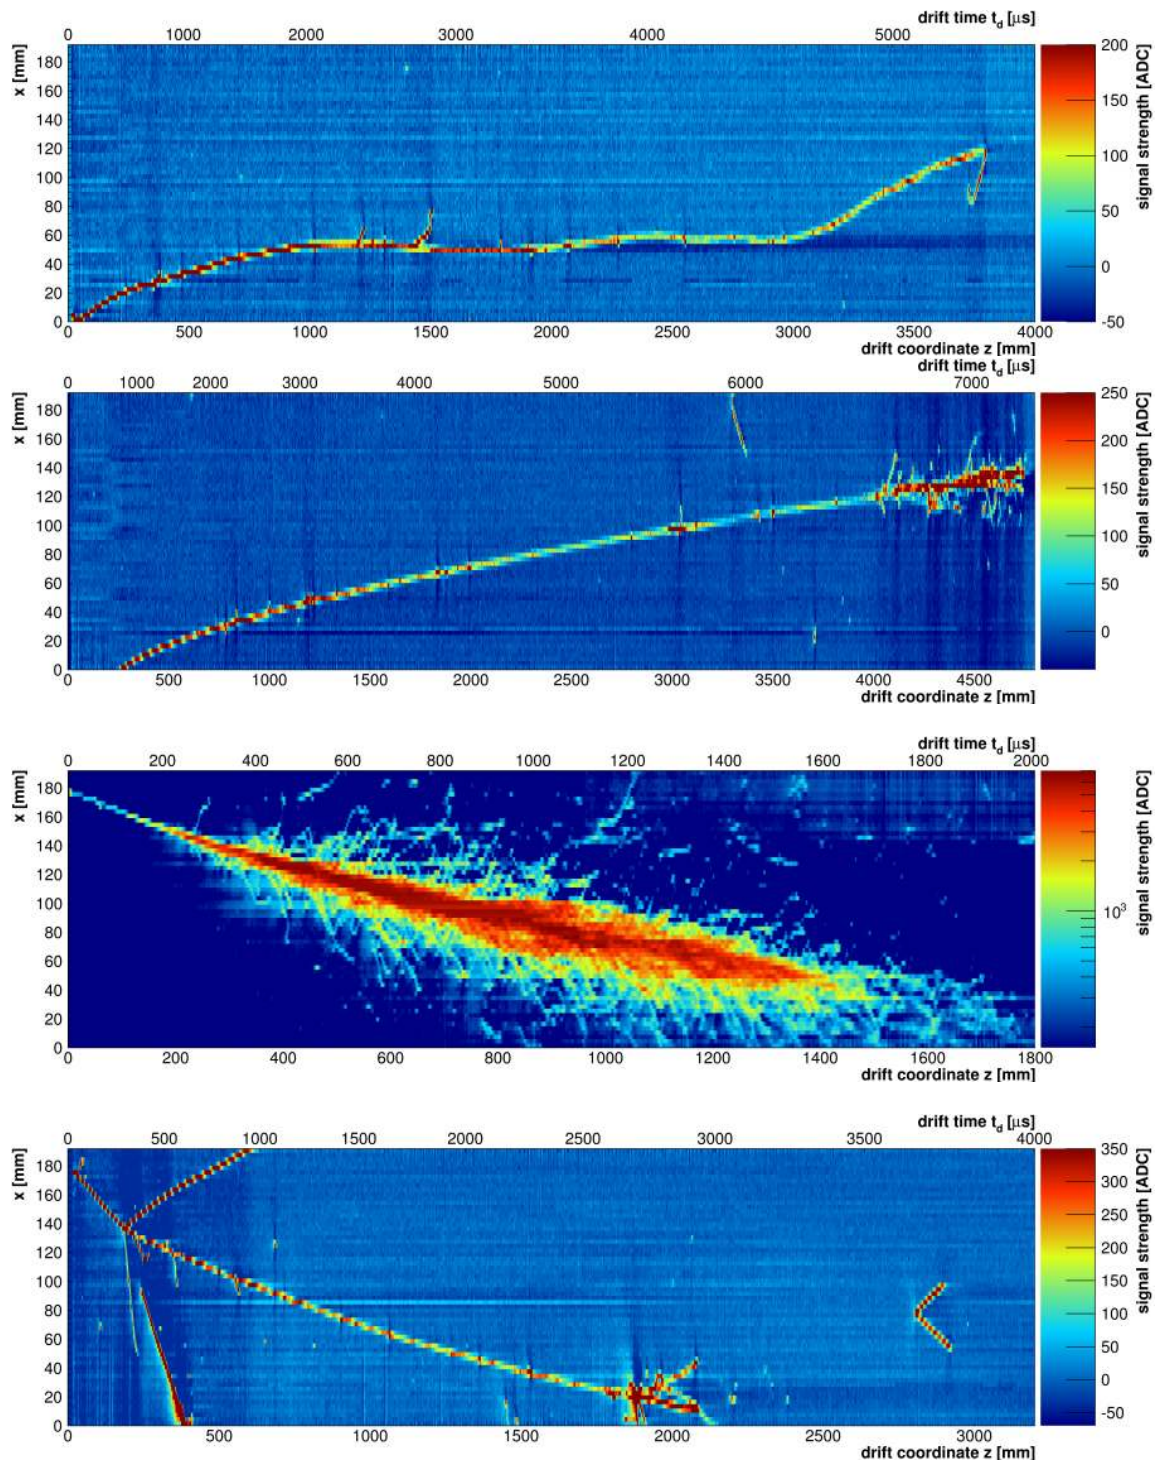 drift time t_d [μs]
0 1000 2000 3000 4000 5000
x [mm]
180
160
140
120
100
80
60
40
20
0
200
150
100
50
0
-50
signal strength [ADC]
0 500 1000 1500 2000 2500 3000 3500 4000
drift coordinate z [mm]
drift time t_d [μs]
0 1000 2000 3000 4000 5000 6000 7000
x [mm]
180
160
140
120
100
80
60
40
20
0
250
200
150
100
50
0
signal strength [ADC]
0 500 1000 1500 2000 2500 3000 3500 4000 4500
drift coordinate z [mm]
drift time t_d [μs]
0 200 400 600 800 1000 1200 1400 1600 1800 2000
x [mm]
180
160
140
120
100
80
60
40
20
0
10³
signal strength [ADC]
0 200 400 600 800 1000 1200 1400 1600 1800
drift coordinate z [mm]
drift time t_d [μs]
0 500 1000 1500 2000 2500 3000 3500 4000
x [mm]
180
160
140
120
100
80
60
40
20
0
350
300
250
200
150
100
50
0
-50
signal strength [ADC]
0 500 1000 1500 2000 2500 3000
drift coordinate z [mm]